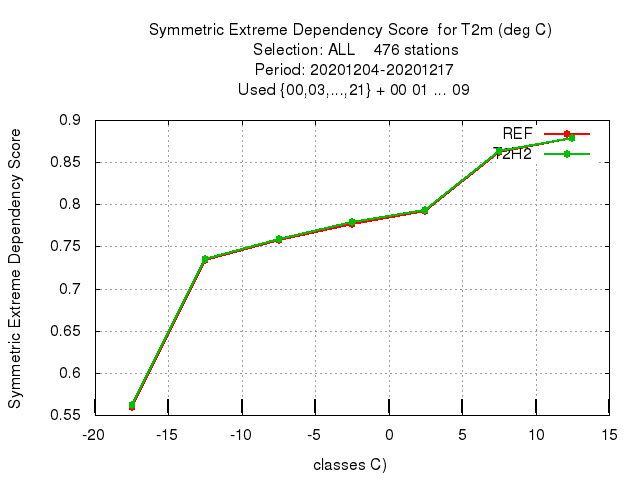 Symmetric Extreme Dependency Score for T2m (deg C)
Selection: ALL 476 stations
Period: 20201204-20201217
Used {00,03,...,21} + 00 01 ... 09
Symmetric Extreme Dependency Score
0.9
0.85
0.8
0.75
0.7
0.65
0.6
0.55
REF
T2H2
-20 -15 -10 -5 0 5 10 15
classes C)